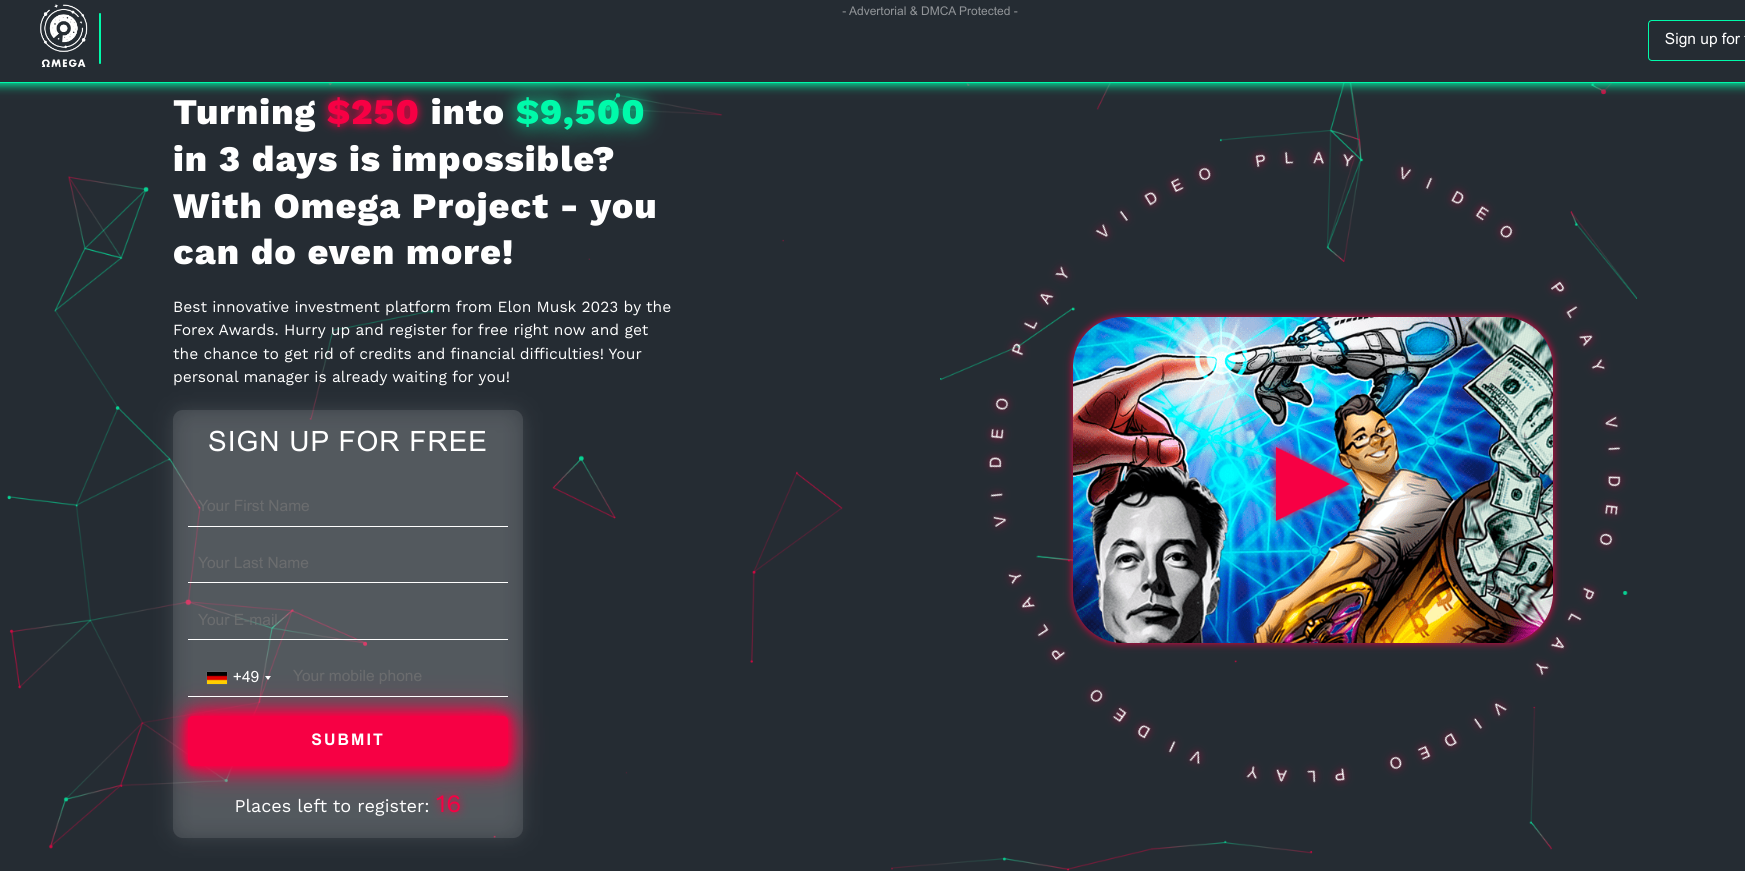 ΩMEGA
- Advertorial & DMCA Protected -
Sign up for
Turning $250 into $9,500
in 3 days is impossible?
With Omega Project - you
can do even more!
Best innovative investment platform from Elon Musk 2023 by the
Forex Awards. Hurry up and register for free right now and get
the chance to get rid of credits and financial difficulties! Your
personal manager is already waiting for you!
SIGN UP FOR FREE
Your First Name
Your Last Name
Your E-mail
+49 Your mobile phone
SUBMIT
Places left to register: 16
PLAY VIDEO PLAY VIDEO PLAY VIDEO PLAY VIDEO PLAY VIDEO PLAY VIDEO